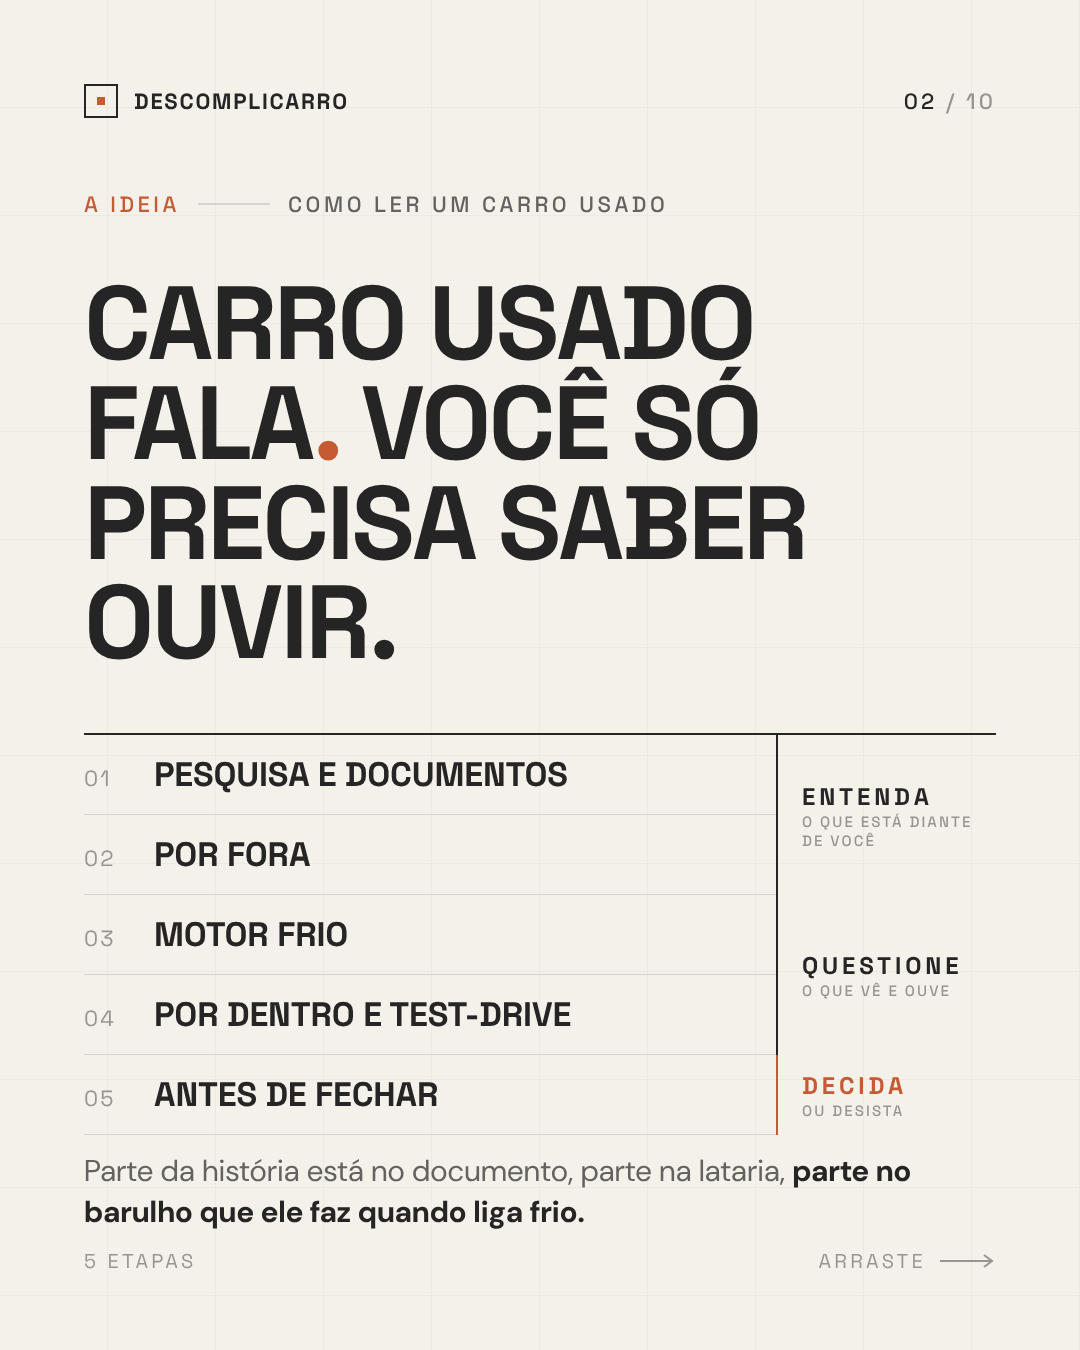 DESCOMPLICARRO
02 / 10
A IDEIA
COMO LER UM CARRO USADO
CARRO USADO
FALA. VOCÊ SÓ
PRECISA SABER
OUVIR.
01 PESQUISA E DOCUMENTOS
02 POR FORA
ENTENDA
O QUE ESTÁ DIANTE
DE VOCÊ
03 MOTOR FRIO
04 POR DENTRO E TEST-DRIVE
QUESTIONE
O QUE VÊ E OUVE
05 ANTES DE FECHAR
DECIDA
OU DESISTA
Parte da história está no documento, parte na lataria, parte no
barulho que ele faz quando liga frio.
5 ETAPAS
ARRASTE